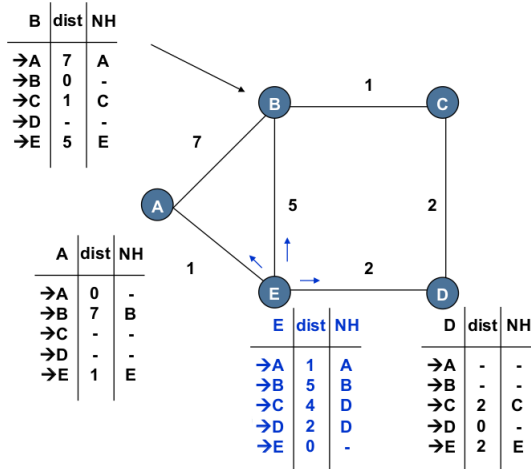 B dist NH
→A 7 A
→B 0 -
→C 1 C
→D - -
→E 5 E
B
1
C
7
A
5
2
1
2
E
D
A dist NH
→A 0 -
→B 7 B
→C - -
→D - -
→E 1 E
E dist NH
→A 1 A
→B 5 B
→C 4 D
→D 2 D
→E 0 -
D dist NH
→A - -
→B - -
→C 2 C
→D 0 -
→E 2 E